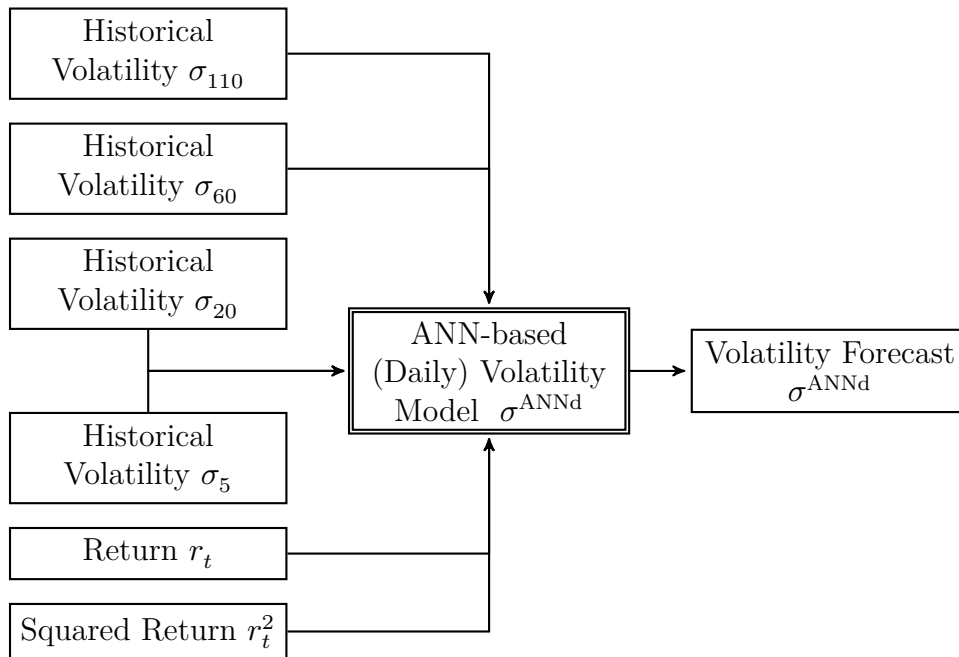 Historical
Volatility σ₁₁₀
Historical
Volatility σ₆₀
Historical
Volatility σ₂₀
Historical
Volatility σ₅
Return rₜ
Squared Return rₜ²
ANN-based
(Daily) Volatility
Model σᴬᴺᴺᵈ
Volatility Forecast
σᴬᴺᴺᵈ